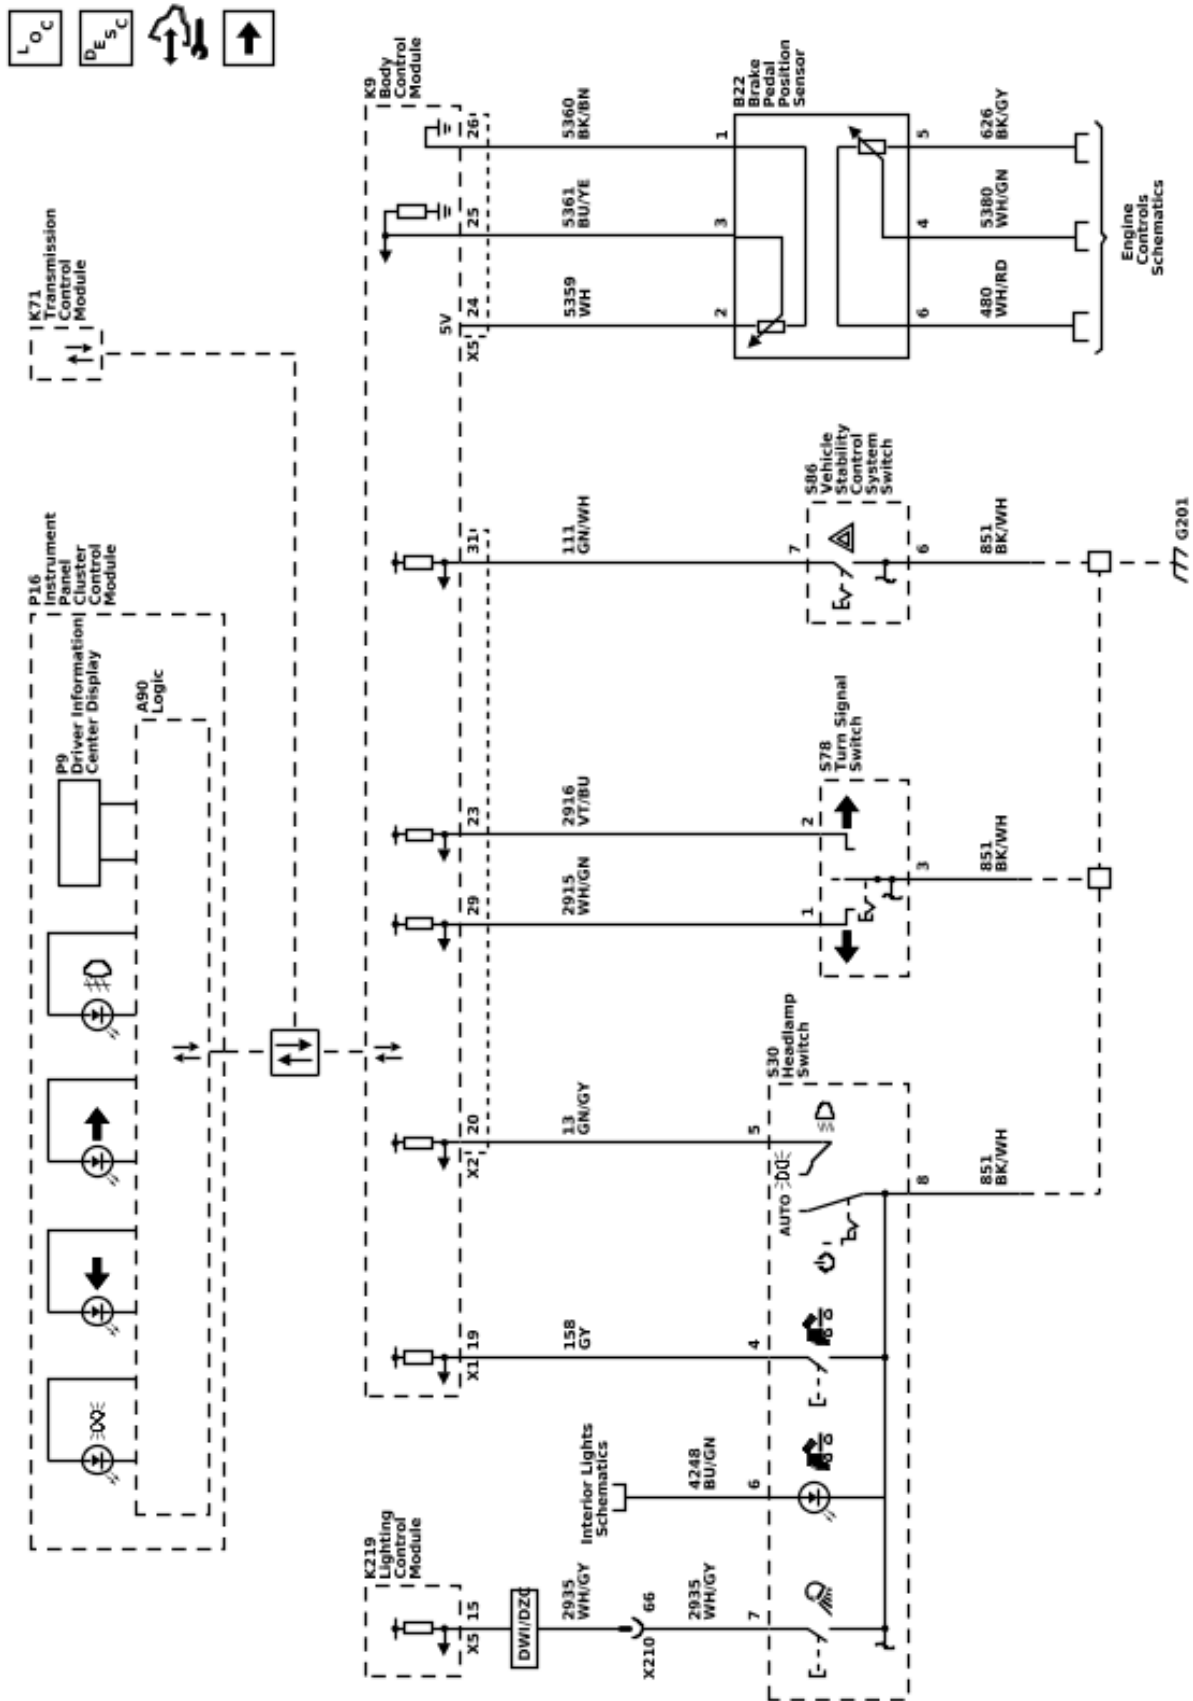 LOC
DESC
P16
Instrument
Panel
Cluster
Control
Module
P9
Driver Information
Center Display
A90
Logic
K71
Transmission
Control
Module
K219
Lighting
Control
Module
X5 15
DWI/DZC
2935
WH/GY
X210 66
2935
WH/GY
7
Interior Lights
Schematics
4248
BU/GN
6
K9
Body
Control
Module
X1 19
158
GY
4
X2 20
13
GN/GY
5
29
2915
WH/GN
1
23
2916
VT/BU
2
31
111
GN/WH
7
5V
X5 24
5359
WH
2
25
5361
BU/YE
3
26
5360
BK/BN
1
S30
Headlamp
Switch
AUTO
8
851
BK/WH
S78
Turn Signal
Switch
3
851
BK/WH
S86
Vehicle
Stability
Control
System
Switch
6
851
BK/WH
G201
B22
Brake
Pedal
Position
Sensor
6
480
WH/RD
4
5380
WH/GN
5
626
BK/GY
Engine
Controls
Schematics